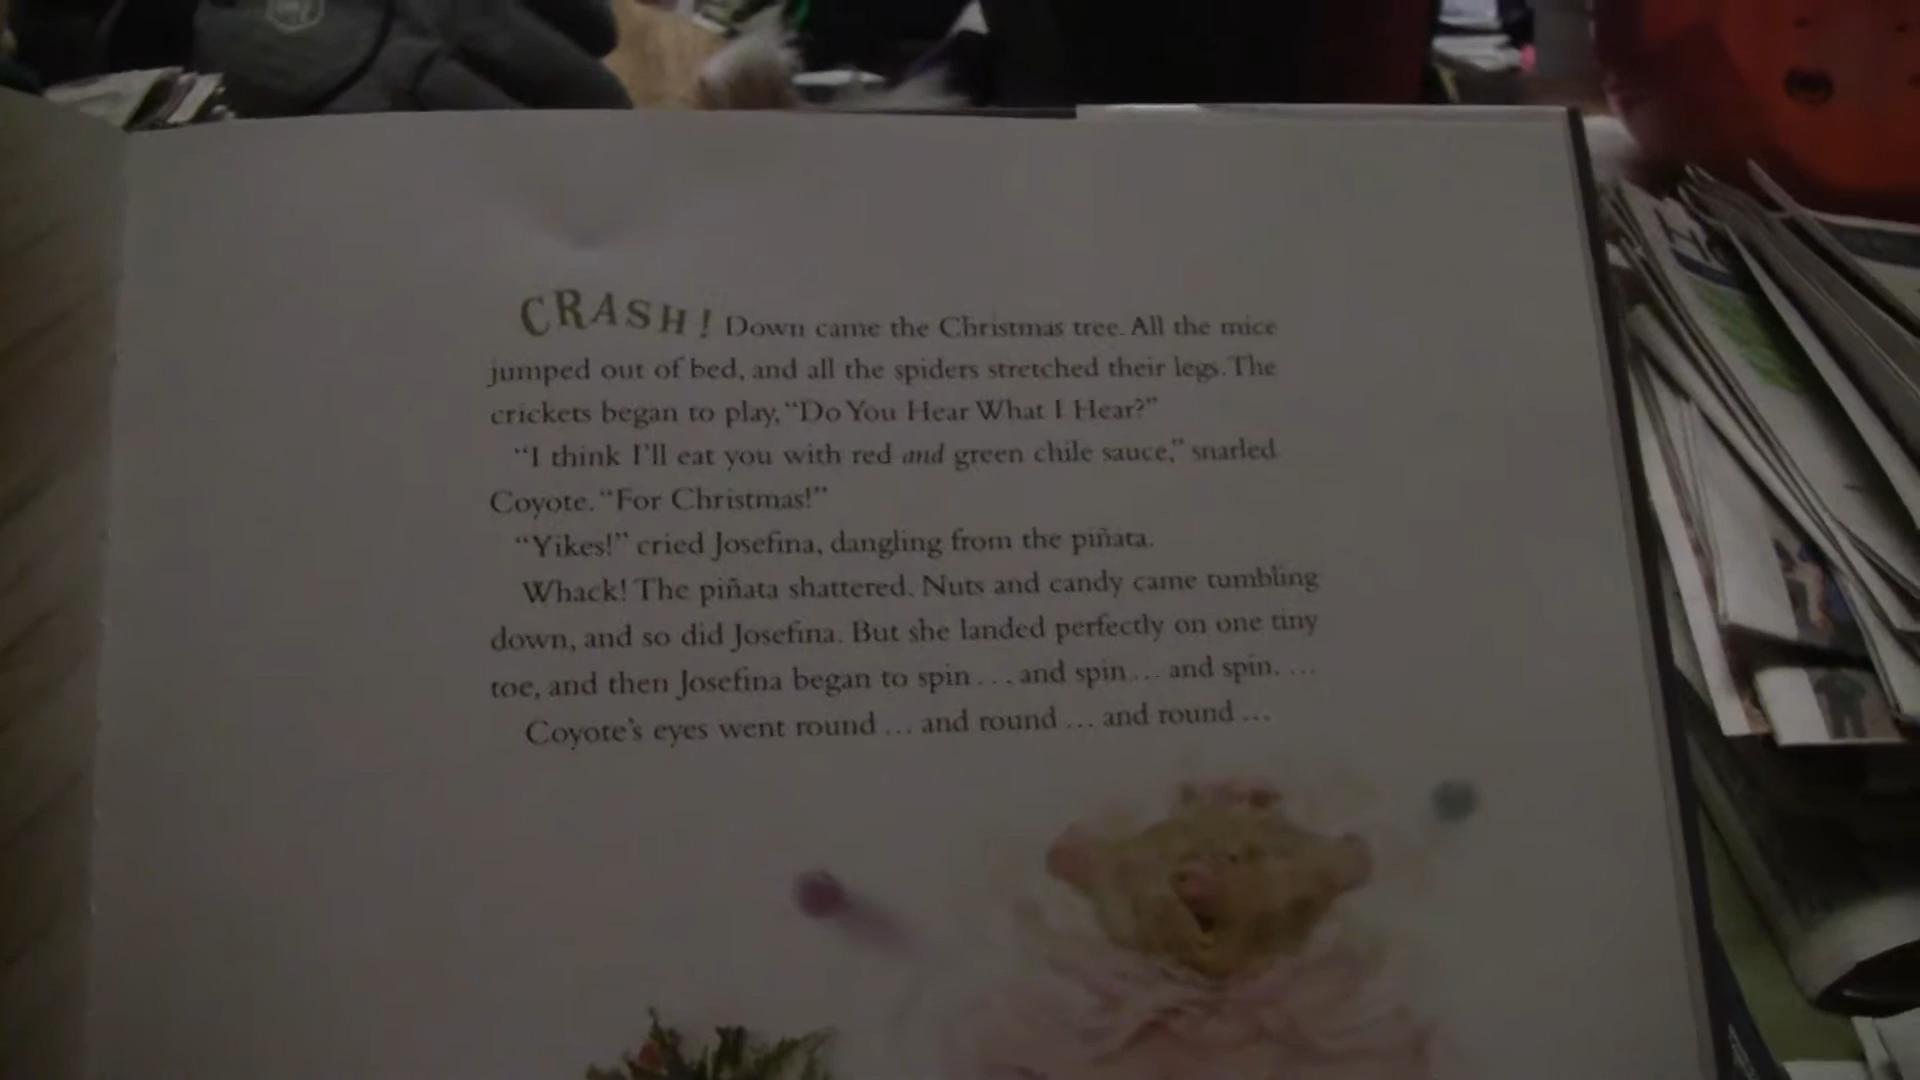 CRASH! Down came the Christmas tree. All the mice
jumped out of bed, and all the spiders stretched their legs. The
crickets began to play, “Do You Hear What I Hear?”
“I think I’ll eat you with red and green chile sauce,” snarled
Coyote. “For Christmas!”
“Yikes!” cried Josefina, dangling from the piñata.
Whack! The piñata shattered. Nuts and candy came tumbling
down, and so did Josefina. But she landed perfectly on one tiny
toe, and then Josefina began to spin . . . and spin . . . and spin. . . .
Coyote’s eyes went round . . . and round . . . and round . . .